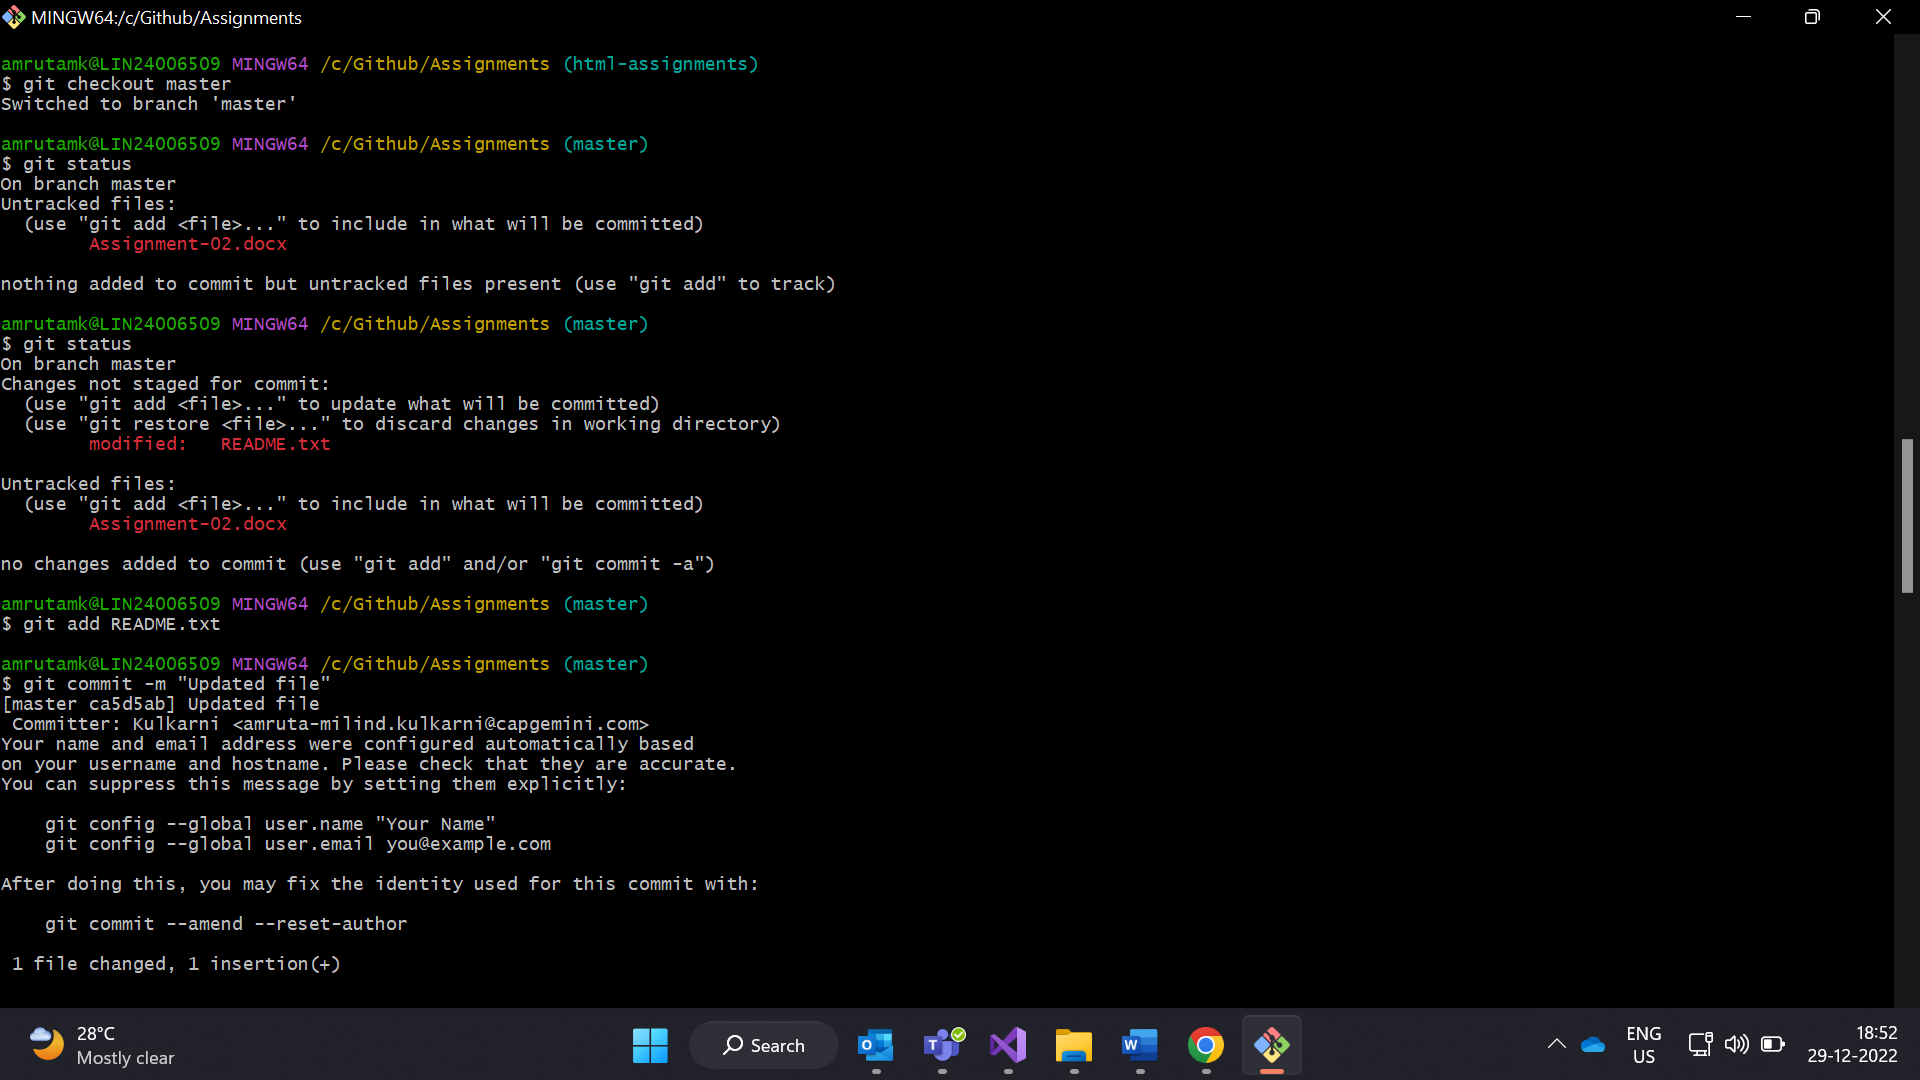 MINGW64:/c/Github/Assignments
amrutamk@LIN24006509 MINGW64 /c/Github/Assignments (html-assignments)
$ git checkout master
Switched to branch 'master'
amrutamk@LIN24006509 MINGW64 /c/Github/Assignments (master)
$ git status
On branch master
Untracked files:
  (use "git add <file>..." to include in what will be committed)
        Assignment-02.docx
nothing added to commit but untracked files present (use "git add" to track)
amrutamk@LIN24006509 MINGW64 /c/Github/Assignments (master)
$ git status
On branch master
Changes not staged for commit:
  (use "git add <file>..." to update what will be committed)
  (use "git restore <file>..." to discard changes in working directory)
        modified:   README.txt
Untracked files:
  (use "git add <file>..." to include in what will be committed)
        Assignment-02.docx
no changes added to commit (use "git add" and/or "git commit -a")
amrutamk@LIN24006509 MINGW64 /c/Github/Assignments (master)
$ git add README.txt
amrutamk@LIN24006509 MINGW64 /c/Github/Assignments (master)
$ git commit -m "Updated file"
[master ca5d5ab] Updated file
 Committer: Kulkarni <amruta-milind.kulkarni@capgemini.com>
Your name and email address were configured automatically based
on your username and hostname. Please check that they are accurate.
You can suppress this message by setting them explicitly:
    git config --global user.name "Your Name"
    git config --global user.email you@example.com
After doing this, you may fix the identity used for this commit with:
    git commit --amend --reset-author
 1 file changed, 1 insertion(+)
28°C
Mostly clear
Search
ENG
US
18:52
29-12-2022